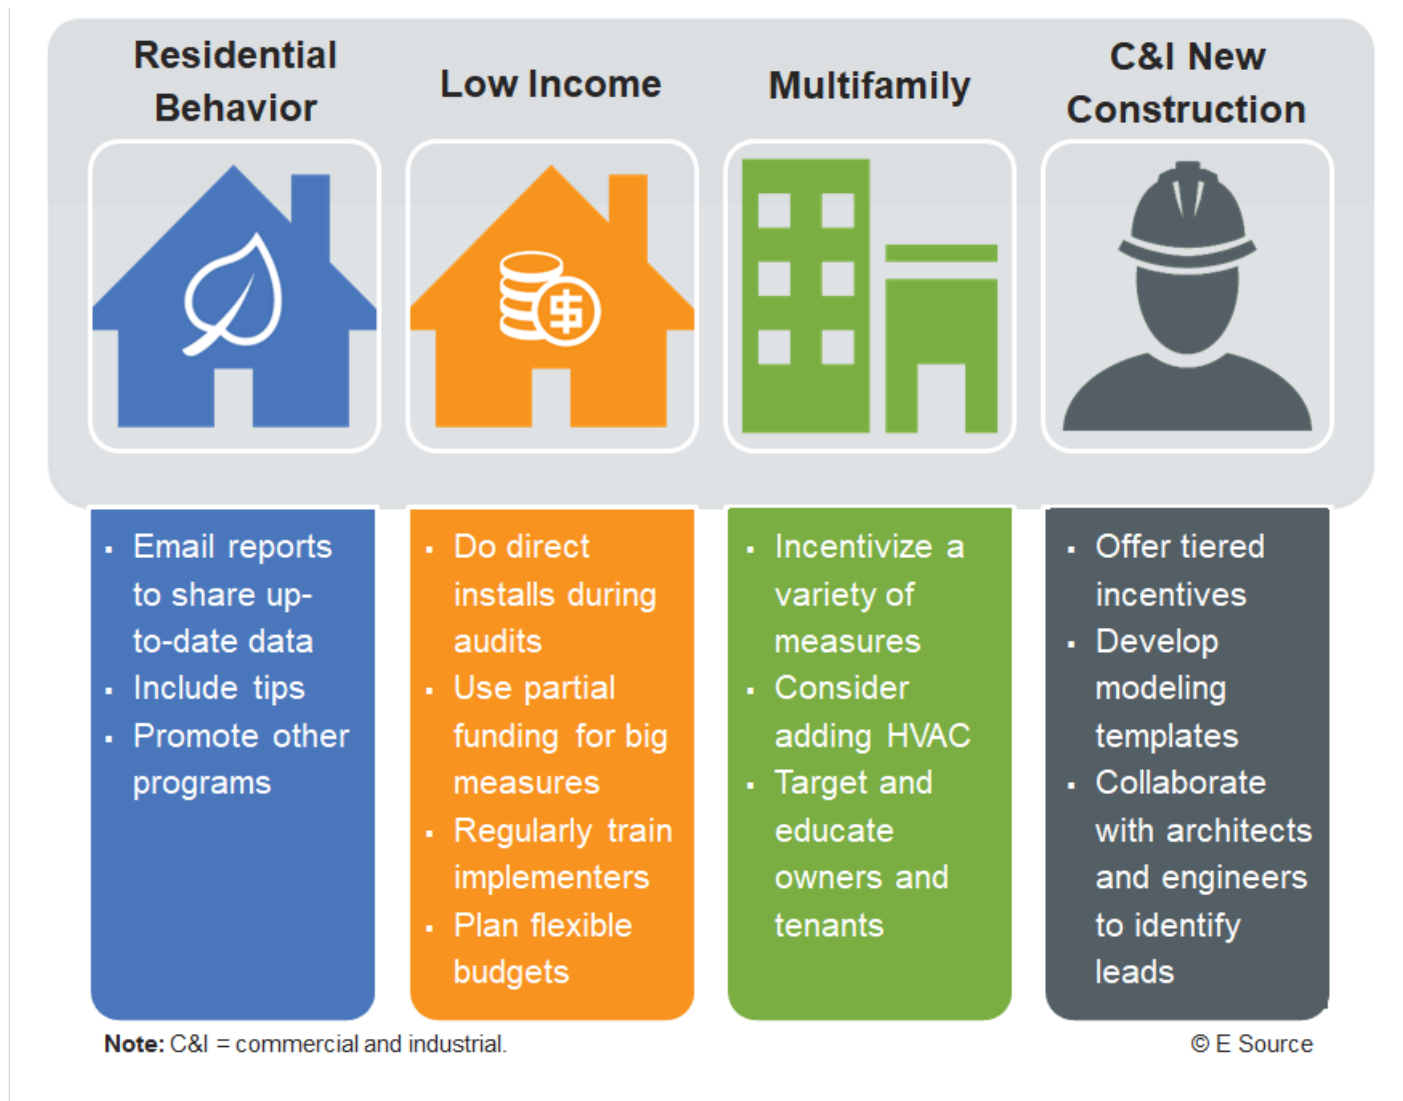 Residential
Behavior
Low Income
Multifamily
C&I New
Construction
▪ Email reports
to share up-
to-date data
▪ Include tips
▪ Promote other
programs
▪ Do direct
installs during
audits
▪ Use partial
funding for big
measures
▪ Regularly train
implementers
▪ Plan flexible
budgets
▪ Incentivize a
variety of
measures
▪ Consider
adding HVAC
▪ Target and
educate
owners and
tenants
▪ Offer tiered
incentives
▪ Develop
modeling
templates
▪ Collaborate
with architects
and engineers
to identify
leads
Note: C&I = commercial and industrial.
© E Source